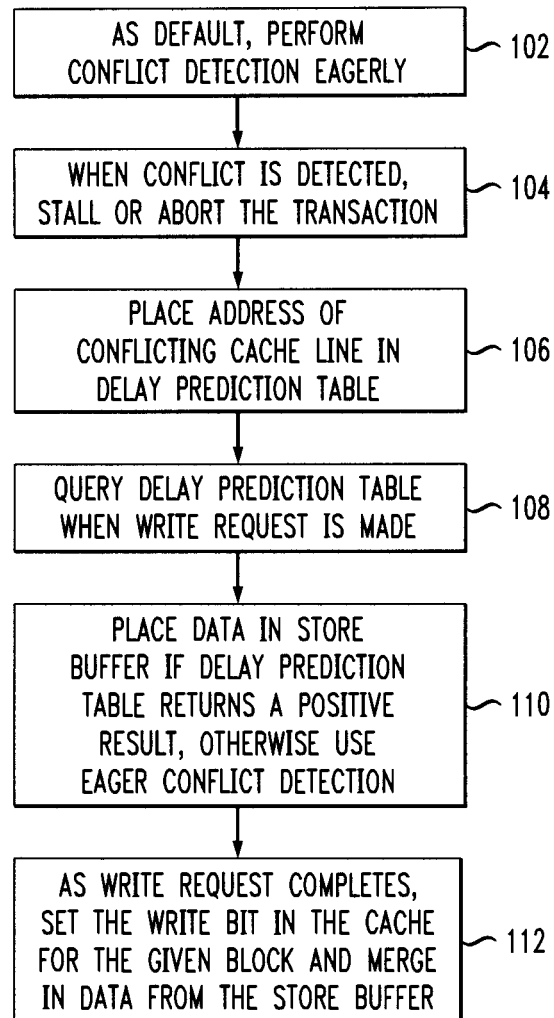 AS DEFAULT, PERFORM
CONFLICT DETECTION EAGERLY
102
WHEN CONFLICT IS DETECTED,
STALL OR ABORT THE TRANSACTION
104
PLACE ADDRESS OF
CONFLICTING CACHE LINE IN
DELAY PREDICTION TABLE
106
QUERY DELAY PREDICTION TABLE
WHEN WRITE REQUEST IS MADE
108
PLACE DATA IN STORE
BUFFER IF DELAY PREDICTION
TABLE RETURNS A POSITIVE
RESULT, OTHERWISE USE
EAGER CONFLICT DETECTION
110
AS WRITE REQUEST COMPLETES,
SET THE WRITE BIT IN THE CACHE
FOR THE GIVEN BLOCK AND MERGE
IN DATA FROM THE STORE BUFFER
112